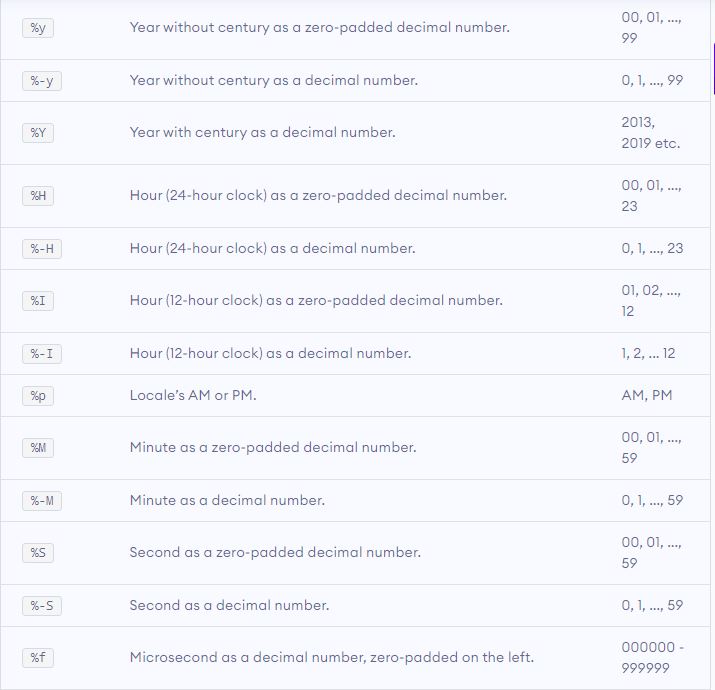 %y Year without century as a zero-padded decimal number. 00, 01, ...,
99
%-y Year without century as a decimal number. 0, 1, ..., 99
%Y Year with century as a decimal number. 2013,
2019 etc.
%H Hour (24-hour clock) as a zero-padded decimal number. 00, 01, ...,
23
%-H Hour (24-hour clock) as a decimal number. 0, 1, ..., 23
%I Hour (12-hour clock) as a zero-padded decimal number. 01, 02, ...,
12
%-I Hour (12-hour clock) as a decimal number. 1, 2, ... 12
%p Locale’s AM or PM. AM, PM
%M Minute as a zero-padded decimal number. 00, 01, ...,
59
%-M Minute as a decimal number. 0, 1, ..., 59
%S Second as a zero-padded decimal number. 00, 01, ...,
59
%-S Second as a decimal number. 0, 1, ..., 59
%f Microsecond as a decimal number, zero-padded on the left. 000000 -
999999